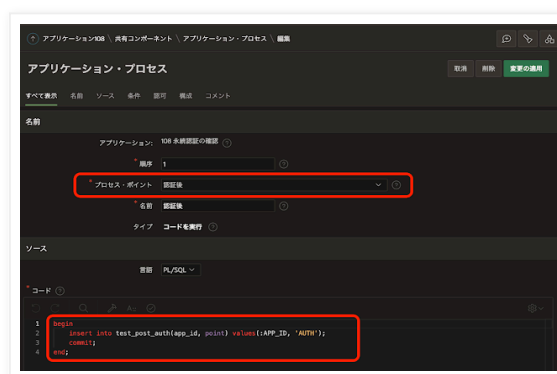 アプリケーション108 \ 共有コンポーネント \ アプリケーション・プロセス \ 編集
アプリケーション・プロセス
取消 削除 変更の適用
すべて表示 名前 ソース 条件 認可 構成 コメント
名前
アプリケーション: 108 永続認証の確認
* 順序 1
* プロセス・ポイント 認証後
* 名前 認証後
タイプ コードを実行
ソース
言語 PL/SQL
* コード
1 begin
2 insert into test_post_auth(app_id, point) values(:APP_ID, 'AUTH');
3 commit;
4 end;